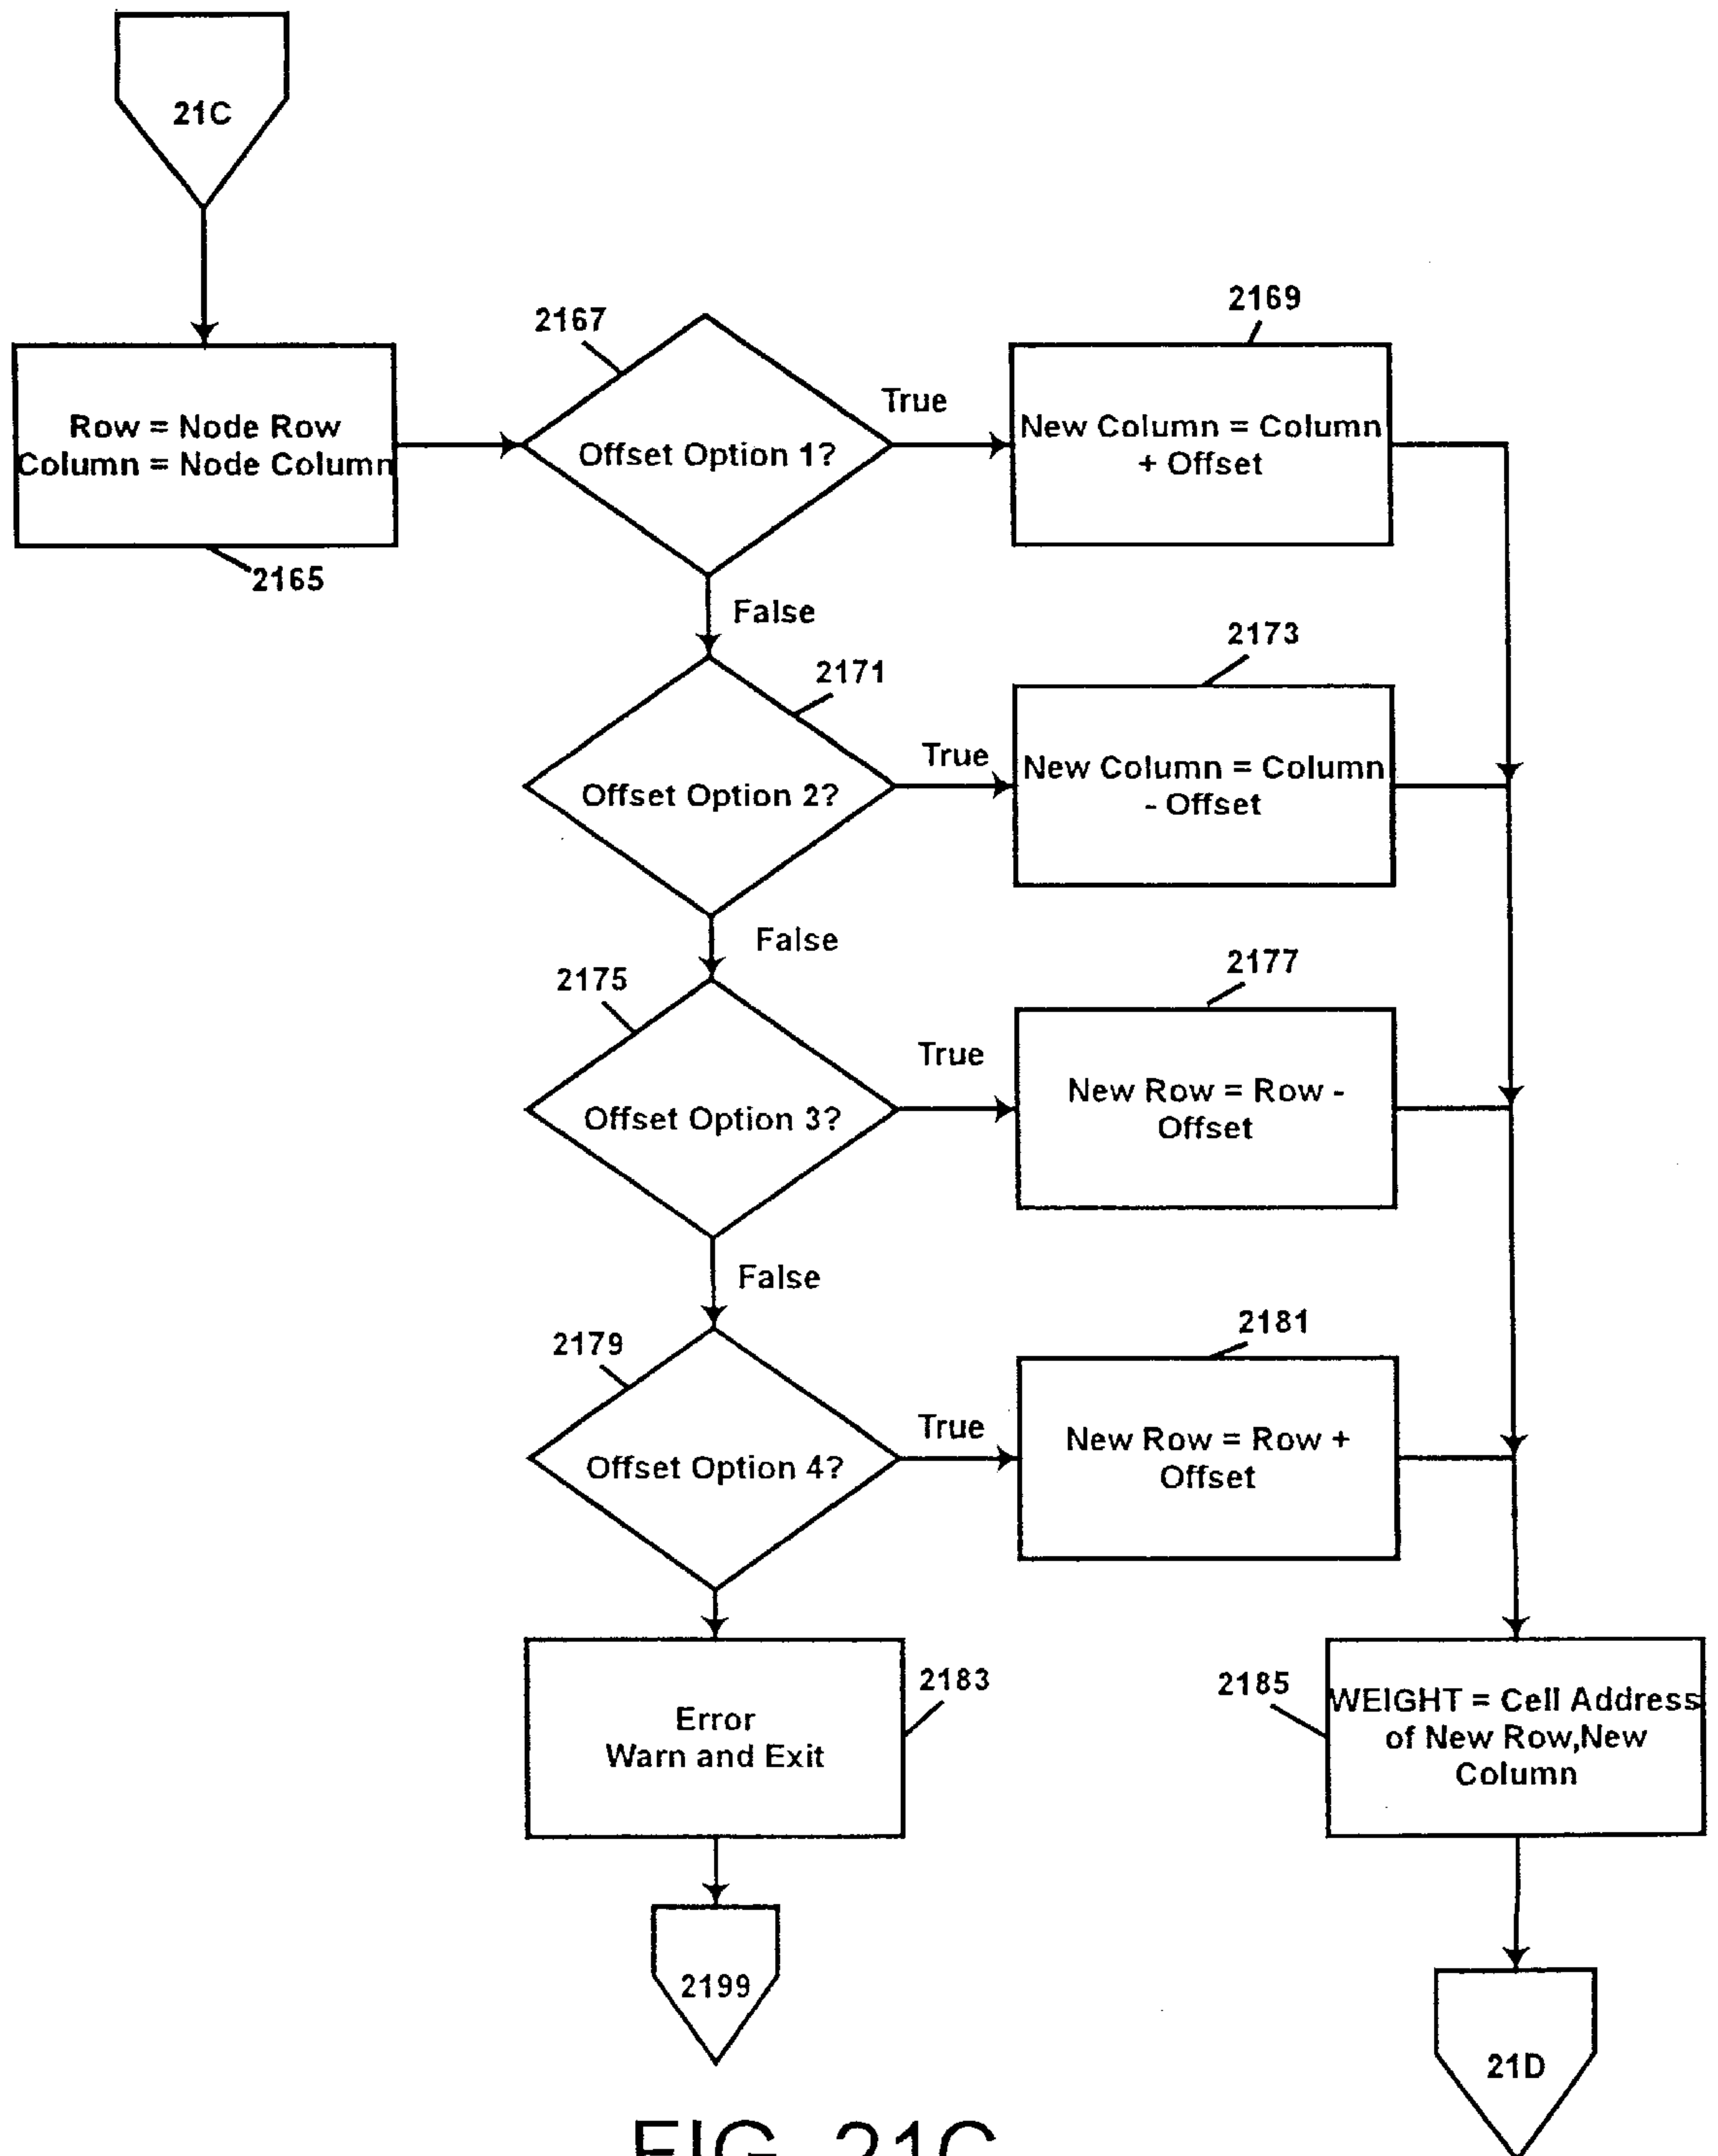 21C
2169
2167
True
Row = Node Row
Column = Node Column
Offset Option 1?
New Column = Column
+ Offset
2165
False
2173
2171
True
Offset Option 2?
New Column = Column
- Offset
False
2177
2175
True
Offset Option 3?
New Row = Row -
Offset
False
2181
2179
True
Offset Option 4?
New Row = Row +
Offset
2183
2185
Error
Warn and Exit
WEIGHT = Cell Address
of New Row,New
Column
2199
21D
FIG. 21C